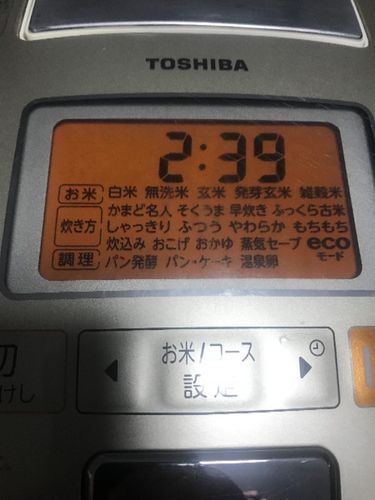 TOSHIBA
2:39
お米 白米 無洗米 玄米 発芽玄米 雑穀米
炊き方 かまど名人 そくうま 早炊き ふっくら古米
しゃっきり ふつう やわらか もちもち
炊込み おこげ おかゆ 蒸気セーブ ecoモード
調理 パン発酵 パン・ケーキ 温泉卵
お米/コース
設定
切